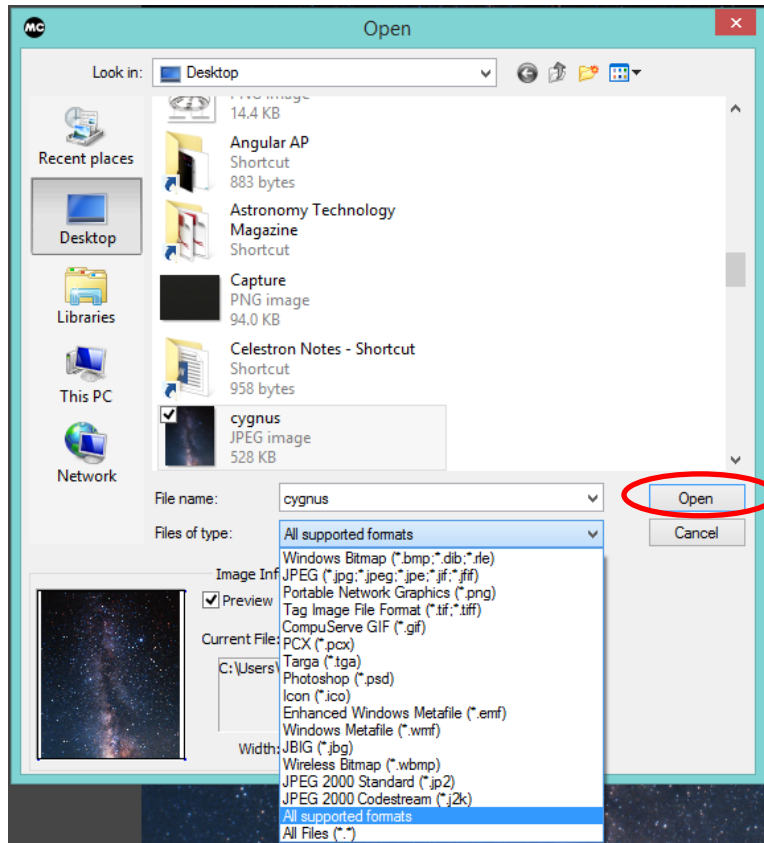 MC
Open
Look in:
Desktop
14.4 KB
Recent places
Angular AP
Shortcut
883 bytes
Desktop
Astronomy Technology
Magazine
Shortcut
Libraries
Capture
PNG image
94.0 KB
This PC
Celestron Notes - Shortcut
Shortcut
958 bytes
Network
cygnus
JPEG image
528 KB
File name:
cygnus
Open
Files of type:
All supported formats
Cancel
Windows Bitmap (*.bmp;*.dib;*.rle)
JPEG (*.jpg;*.jpeg;*.jpe;*.jif;*.jfif)
Portable Network Graphics (*.png)
Tag Image File Format (*.tif;*.tiff)
CompuServe GIF (*.gif)
PCX (*.pcx)
Targa (*.tga)
Photoshop (*.psd)
Icon (*.ico)
Enhanced Windows Metafile (*.emf)
Windows Metafile (*.wmf)
JBIG (*.jbg)
Wireless Bitmap (*.wbmp)
JPEG 2000 Standard (*.jp2)
JPEG 2000 Codestream (*.j2k)
All supported formats
All Files (*.*)
Image Inf
Preview
Current File:
C:\Users\
Width: